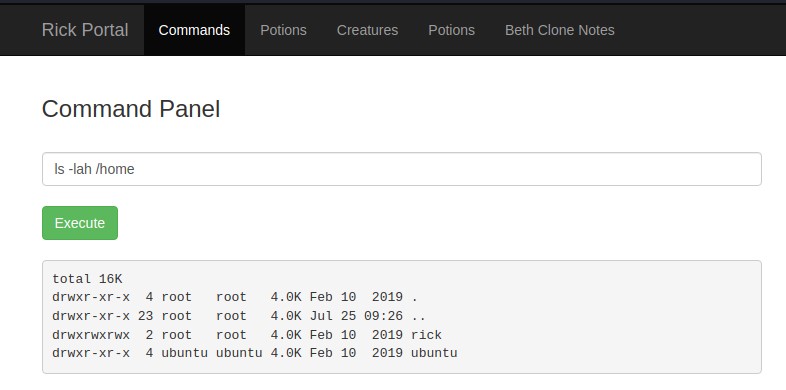 Rick Portal Commands Potions Creatures Potions Beth Clone Notes
Command Panel
ls -lah /home
Execute
total 16K
drwxr-xr-x  4 root   root   4.0K Feb 10  2019 .
drwxr-xr-x 23 root   root   4.0K Jul 25 09:26 ..
drwxrwxrwx  2 root   root   4.0K Feb 10  2019 rick
drwxr-xr-x  4 ubuntu ubuntu 4.0K Feb 10  2019 ubuntu